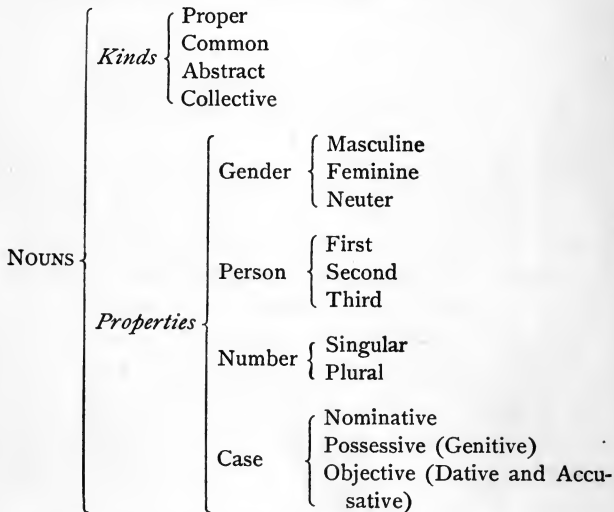 Proper
Kinds Common
Abstract
Collective
Masculine
Gender Feminine
Neuter
First
NOUNS Person Second
Third
Properties
Number Singular
Plural
Nominative
Case Possessive (Genitive)
Objective (Dative and Accu-
sative)